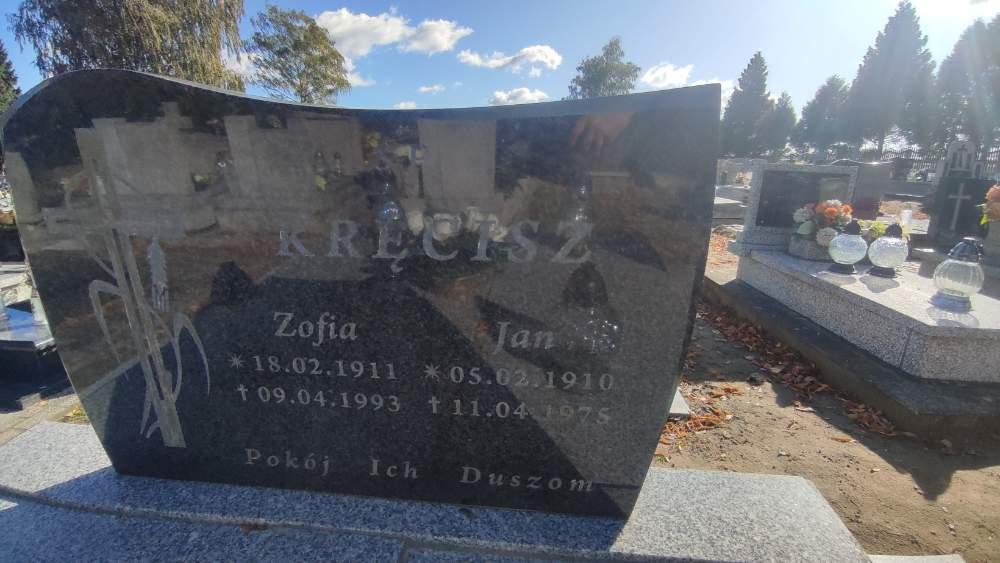 KRĘCISZ
Zofia Jan
* 18.02.1911 * 05.02.1910
† 09.04.1993 † 11.04.1975
Pokój Ich Duszom